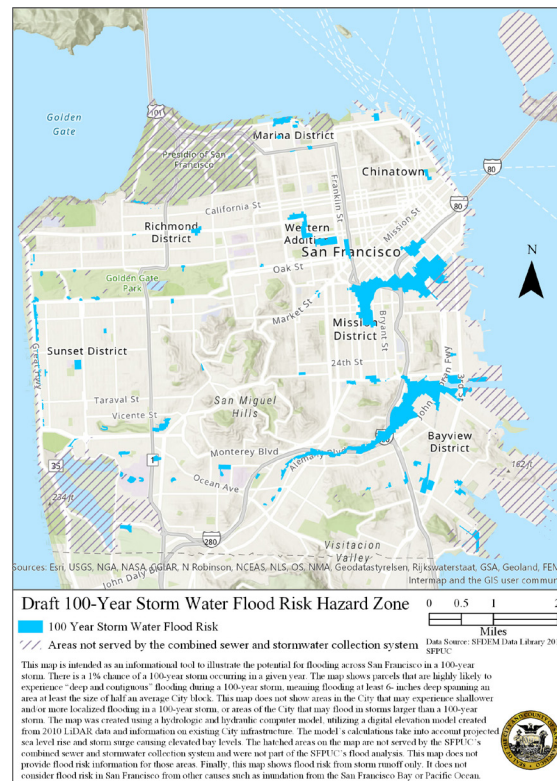 Golden
Gate
101
Marina District
Presidio of San
Francisco
Chinatown
80
California St
Franklin St
80
Richmond
District
Western
Addition
Mission St
San Francisco
N
Golden Gate
Park
Oak St
Market St
Mission
District
Bryant St
Sunset District
24th St
Great Hwy
Taraval St
San Miguel
Hills
Vicente St
3rd St
Bayview
District
Monterey Blvd
Alemany Blvd
35
1
Ocean Ave
162 ft
234 ft
280
Visitacion
Valley
John Daly
Sources: Esri, USGS, NGA, NASA, CGIAR, N Robinson, NCEAS, NLS, OS, NMA, Geodatastyrelsen, Rijkswaterstaat, GSA, Geoland, FEM
Intermap and the GIS user commun
Draft 100-Year Storm Water Flood Risk Hazard Zone
0 0.5 1 2
Miles
100 Year Storm Water Flood Risk
Areas not served by the combined sewer and stormwater collection system
Data Source: SFDEM Data Library 20
SFPUC
This map is intended as an informational tool to illustrate the potential for flooding across San Francisco in a 100-year
storm. There is a 1% chance of a 100-year storm occurring in a given year. The map shows parcels that are highly likely to
experience "deep and contiguous" flooding during a 100-year storm, meaning flooding at least 6- inches deep spanning an
area at least the size of half an average City block. This map does not show areas in the City that may experience shallower
and/or more localized flooding in a 100-year storm, or areas of the City that may flood in storms larger than a 100-year
storm. The map was created using a hydrologic and hydraulic computer model, utilizing a digital elevation model created
from 2010 LiDAR data and information on existing City infrastructure. The model's calculations take into account projected
sea level rise and storm surge causing elevated bay levels. The hatched areas on the map are not served by the SFPUC's
combined sewer and stormwater collection system and were not part of the SFPUC's flood analysis. This map does not
provide flood risk information for those areas. Finally, this map shows flood risk from storm runoff only. It does not
consider flood risk in San Francisco from other causes such as inundation from the San Francisco Bay or Pacific Ocean.